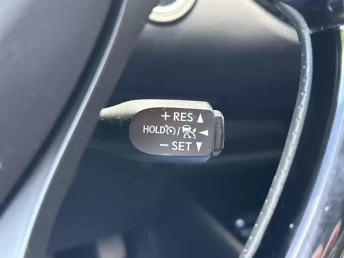 + RES ▲
HOLD / ◀
− SET ▼